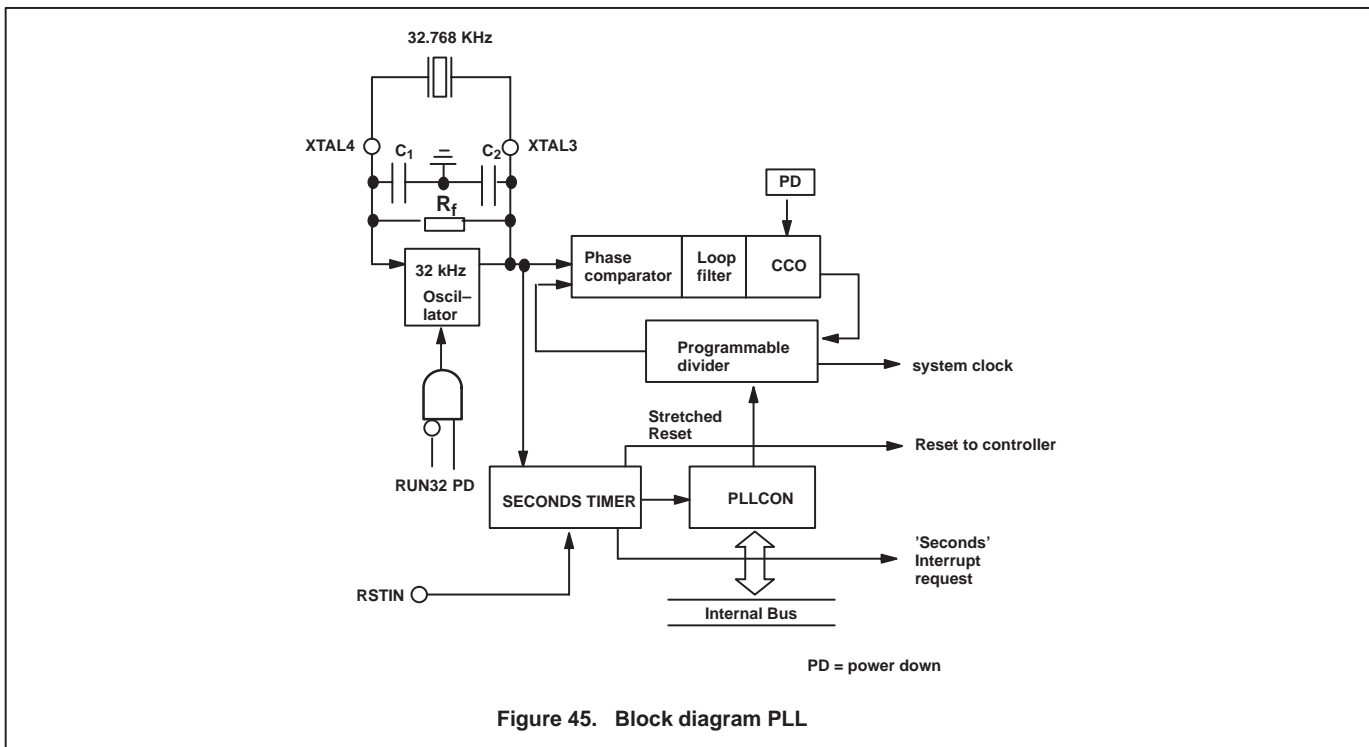 32.768 KHz
XTAL4
C1
C2
XTAL3
Rf
PD
32 kHz
Oscil–
lator
Phase
comparator
Loop
filter
CCO
Programmable
divider
system clock
Stretched
Reset
Reset to controller
RUN32 PD
SECONDS TIMER
PLLCON
'Seconds'
Interrupt
request
RSTIN
Internal Bus
PD = power down
Figure 45. Block diagram PLL